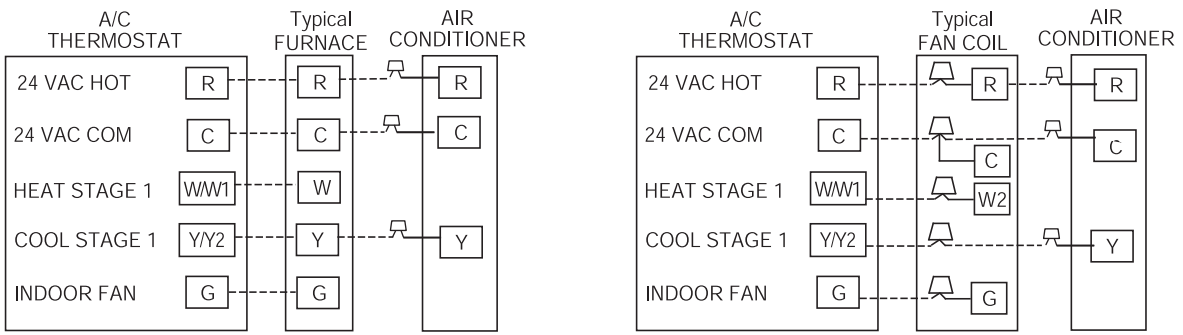 A/C
THERMOSTAT
Typical
FURNACE
AIR
CONDITIONER
24 VAC HOT R R R
24 VAC COM C C C
HEAT STAGE 1 W/W1 W
COOL STAGE 1 Y/Y2 Y Y
INDOOR FAN G G
A/C
THERMOSTAT
Typical
FAN COIL
AIR
CONDITIONER
24 VAC HOT R R R
24 VAC COM C C C
HEAT STAGE 1 W/W1 W2
COOL STAGE 1 Y/Y2 Y
INDOOR FAN G G